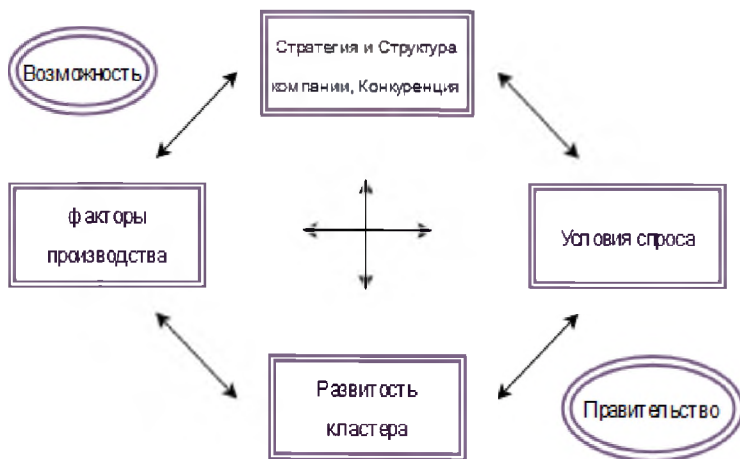 Стратегия и Структура
компании, Конкуренция
Возможность
факторы
производства
Условия спроса
Развитость
кластера
Правительство